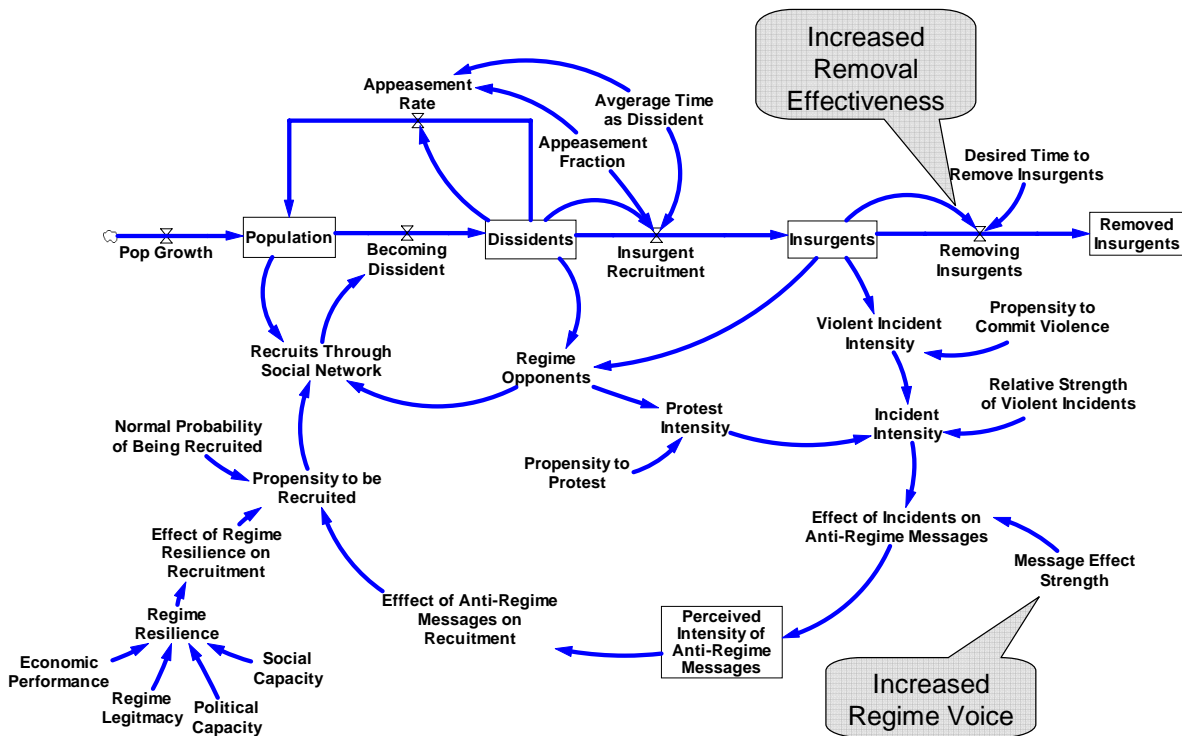 Increased
Removal
Effectiveness
Appeasement
Rate
Avgerage Time
as Dissident
Appeasement
Fraction
Desired Time to
Remove Insurgents
Pop Growth
Population
Becoming
Dissident
Dissidents
Insurgent
Recruitment
Insurgents
Removing
Insurgents
Removed
Insurgents
Recruits Through
Social Network
Regime
Opponents
Violent Incident
Intensity
Propensity to
Commit Violence
Normal Probability
of Being Recruited
Protest
Intensity
Incident
Intensity
Relative Strength
of Violent Incidents
Propensity to be
Recruited
Propensity to
Protest
Effect of Regime
Resilience on
Recruitment
Effect of Incidents on
Anti-Regime Messages
Message Effect
Strength
Regime
Resilience
Efffect of Anti-Regime
Messages on
Recuitment
Perceived
Intensity of
Anti-Regime
Messages
Economic
Performance
Regime
Legitmacy
Political
Capacity
Social
Capacity
Increased
Regime Voice